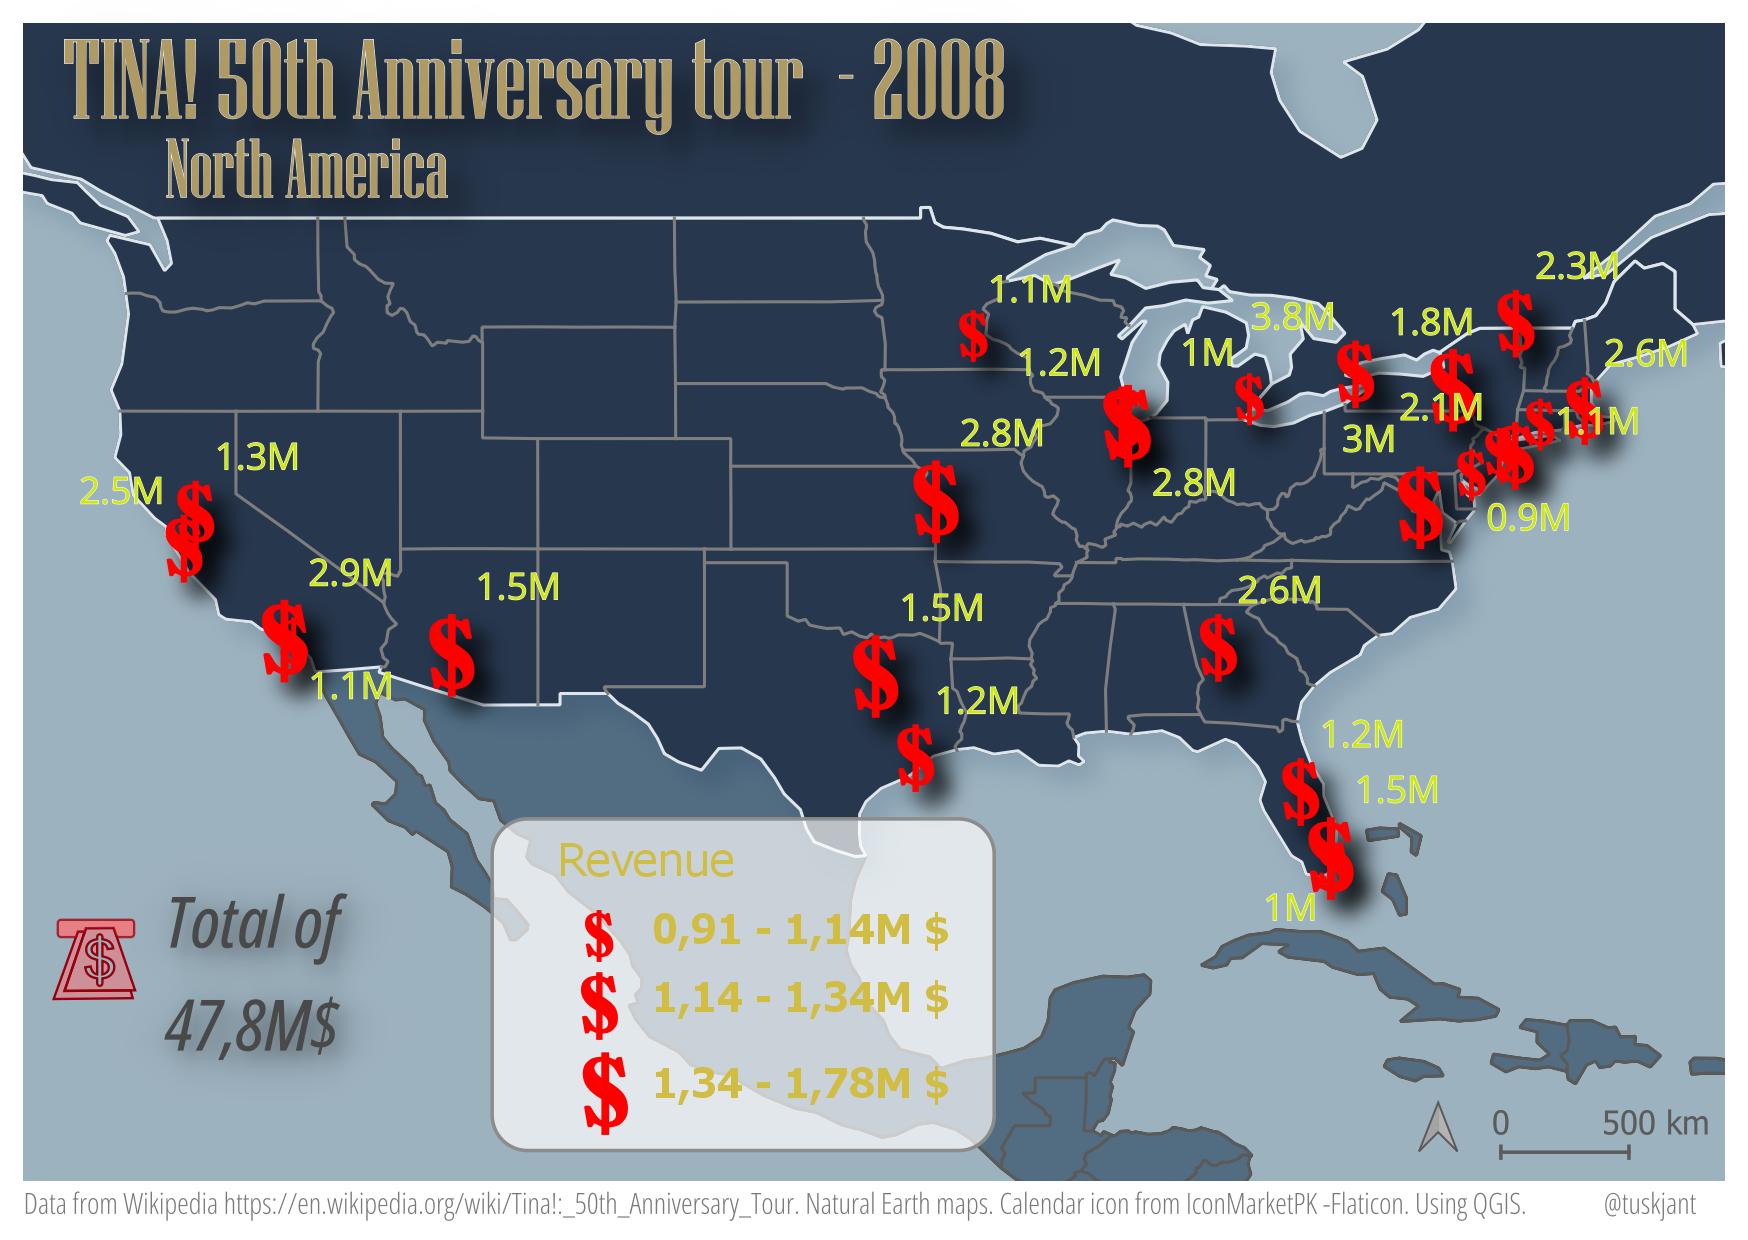 TINA! 50th Anniversary tour - 2008
North America
2.3M
1.1M
3.8M
1.8M
1.2M
1M
2.6M
2.1M
1.1M
2.8M
3M
1.3M
2.5M
2.8M
0.9M
2.9M
1.5M
2.6M
1.5M
1.1M
1.2M
1.2M
1.5M
1M
Revenue
$ 0,91 - 1,14M $
$ 1,14 - 1,34M $
$ 1,34 - 1,78M $
Total of
47,8M$
0 500 km
Data from Wikipedia https://en.wikipedia.org/wiki/Tina!:_50th_Anniversary_Tour. Natural Earth maps. Calendar icon from IconMarketPK -Flaticon. Using QGIS. @tuskjant